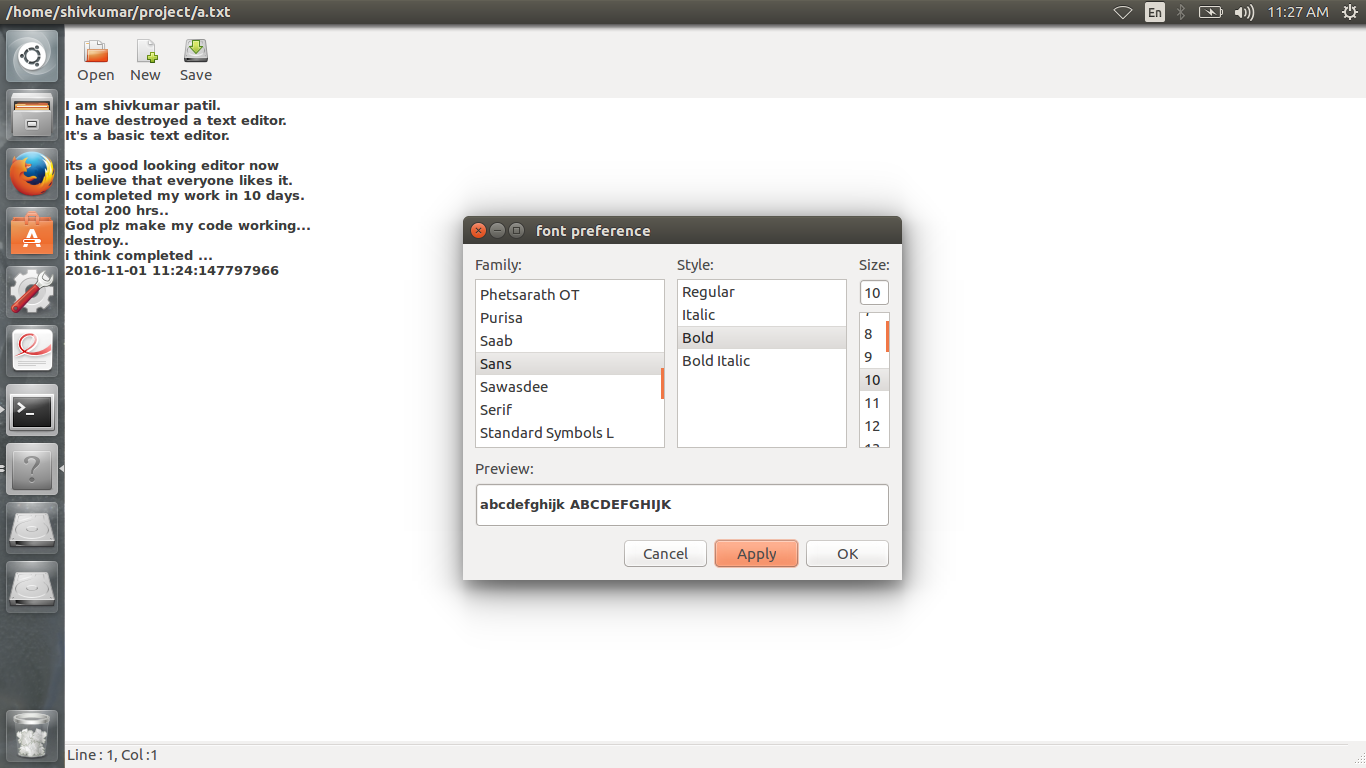 /home/shivkumar/project/a.txt
En
11:27 AM
Open New Save
I am shivkumar patil.
I have destroyed a text editor.
It's a basic text editor.
its a good looking editor now
I believe that everyone likes it.
I completed my work in 10 days.
total 200 hrs..
God plz make my code working...
destroy..
i think completed ...
2016-11-01 11:24:147797966
font preference
Family:
Phetsarath OT
Purisa
Saab
Sans
Sawasdee
Serif
Standard Symbols L
Style:
Regular
Italic
Bold
Bold Italic
Size:
10
8
9
10
11
12
Preview:
abcdefghijk ABCDEFGHIJK
Cancel Apply OK
Line : 1, Col :1